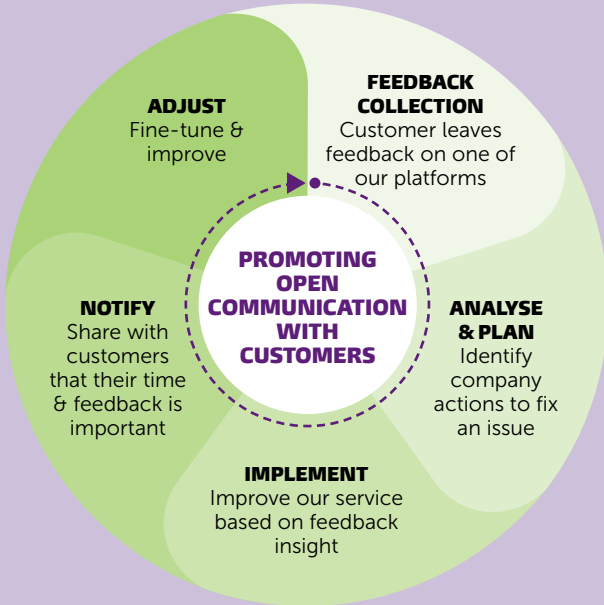 FEEDBACK
COLLECTION
Customer leaves
feedback on one of
our platforms
ANALYSE
& PLAN
Identify
company
actions to fix
an issue
IMPLEMENT
Improve our service
based on feedback
insight
NOTIFY
Share with
customers
that their time
& feedback is
important
ADJUST
Fine-tune &
improve
PROMOTING
OPEN
COMMUNICATION
WITH
CUSTOMERS